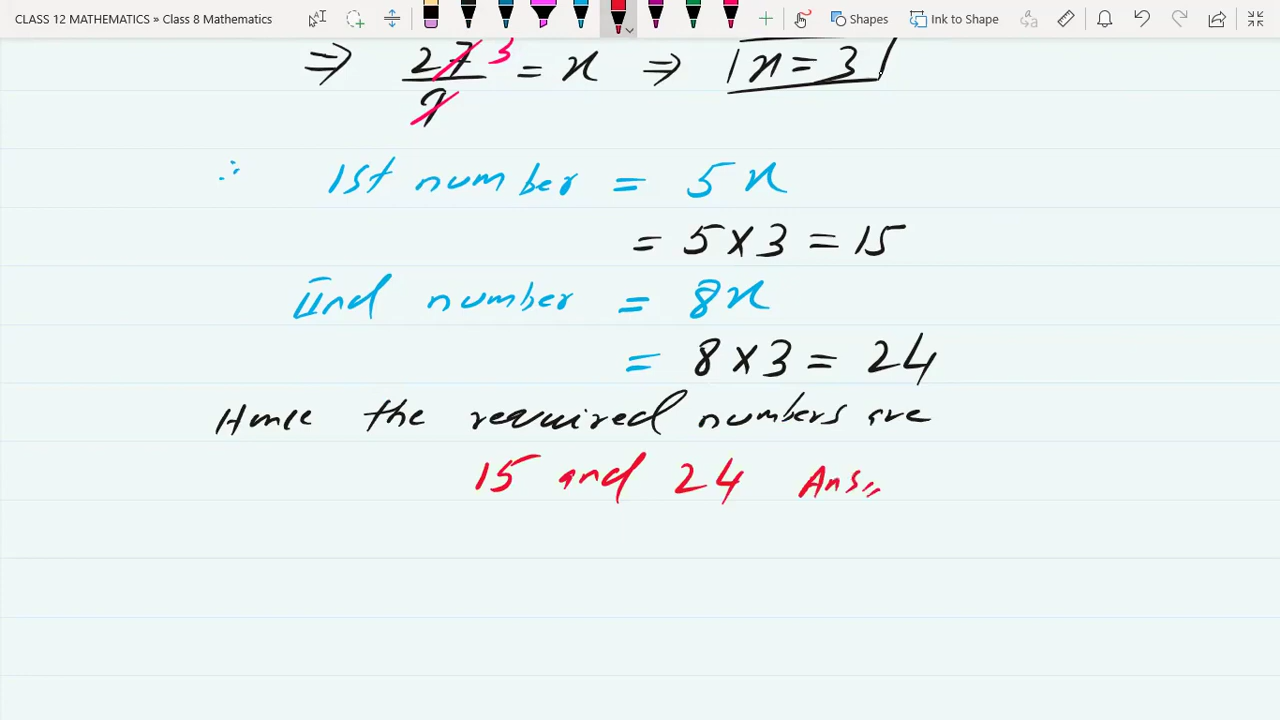 CLASS 12 MATHEMATICS » Class 8 Mathematics
Shapes
Ink to Shape
⇒ 27/9 3 = x ⇒ x = 3
∴ 1st number = 5x
= 5×3 = 15
IInd number = 8x
= 8×3 = 24
Hence the required numbers are
15 and 24 Ans